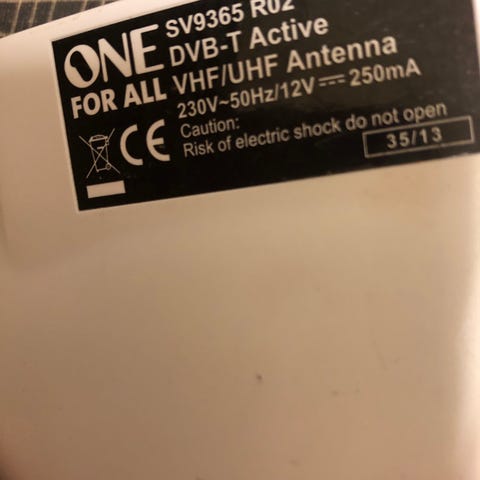 ONE
FOR ALL
SV9365 R02
DVB-T Active
VHF/UHF Antenna
230V~50Hz/12V⎓250mA
Caution:
Risk of electric shock do not open
CE
35/13